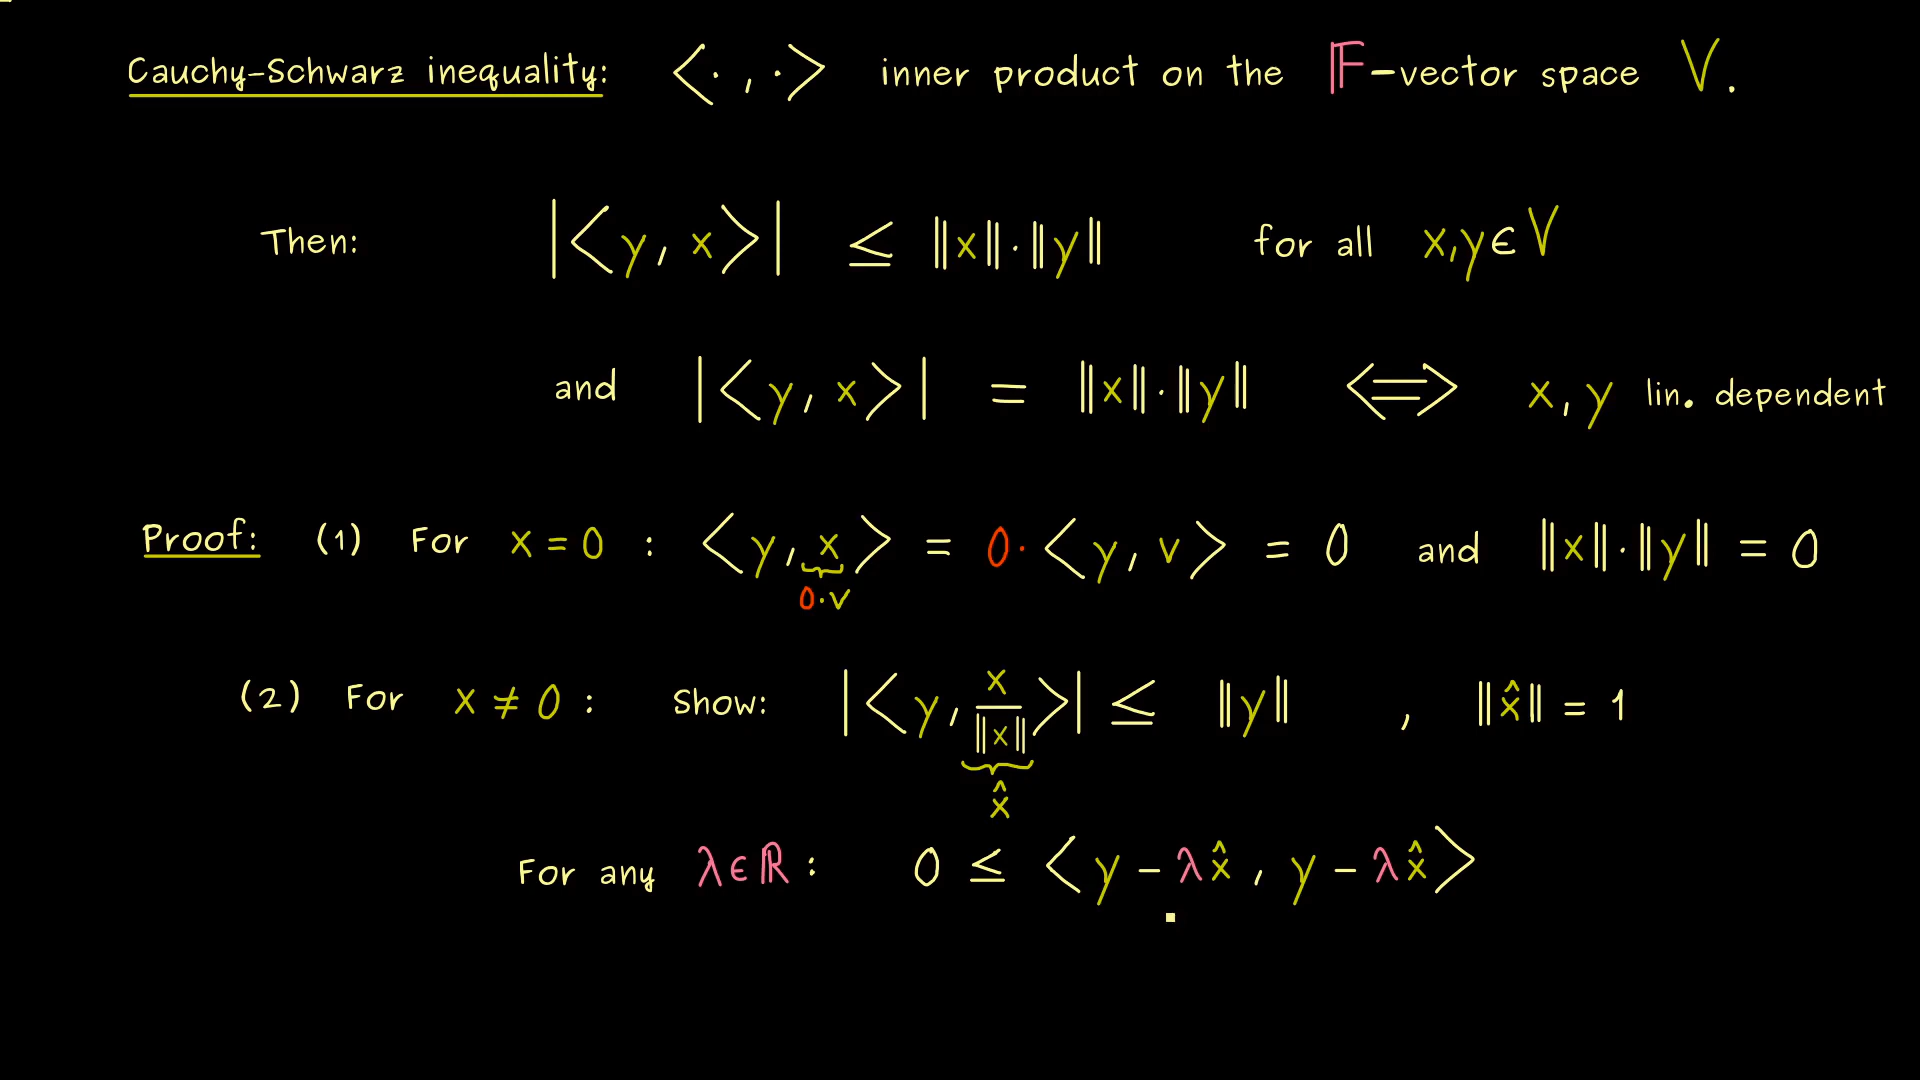 Cauchy-Schwarz inequality: <·,·> inner product on the 𝔽-vector space V.
Then: |<y, x>| ≤ ‖x‖·‖y‖ for all x,y ∈ V
and |<y, x>| = ‖x‖·‖y‖ ⟺ x, y lin. dependent
Proof: (1) For x = 0 : <y, x> = 0·<y, v> = 0 and ‖x‖·‖y‖ = 0
0·v
(2) For x ≠ 0 : Show: |<y, x/‖x‖>| ≤ ‖y‖ , ‖x̂‖ = 1
x̂
For any λ ∈ ℝ : 0 ≤ <y − λx̂ , y − λx̂>